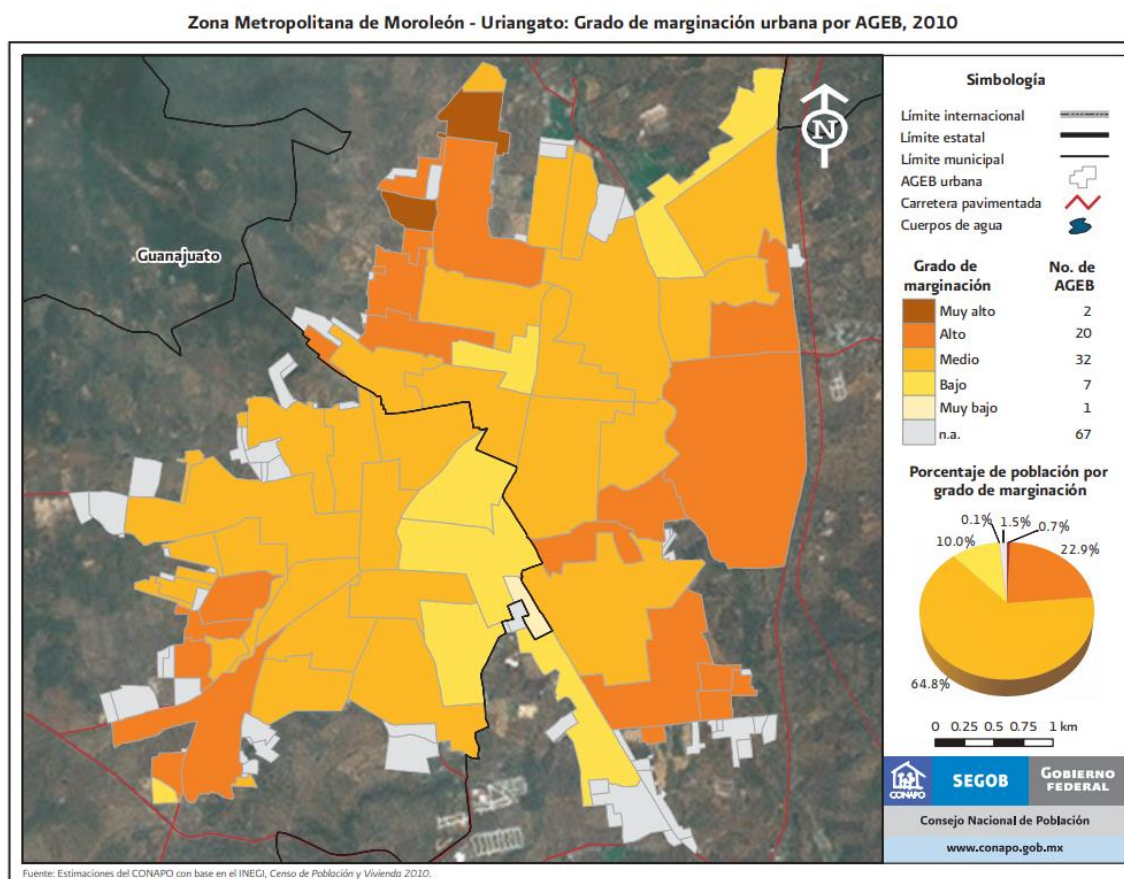 Zona Metropolitana de Moroleón - Uriangato: Grado de marginación urbana por AGEB, 2010
Guanajuato
N
Simbología
Límite internacional
Límite estatal
Límite municipal
AGEB urbana
Carretera pavimentada
Cuerpos de agua
Grado de marginación No. de AGEB
Muy alto 2
Alto 20
Medio 32
Bajo 7
Muy bajo 1
n.a. 67
Porcentaje de población por
grado de marginación
0.1% 1.5% 0.7%
10.0% 22.9%
64.8%
0 0.25 0.5 0.75 1 km
CONAPO SEGOB GOBIERNO FEDERAL
Consejo Nacional de Población
www.conapo.gob.mx
Fuente: Estimaciones del CONAPO con base en el INEGI, Censo de Población y Vivienda 2010.